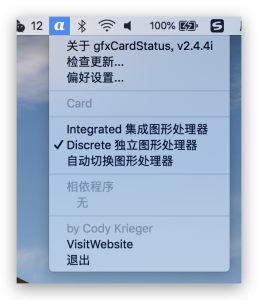 12 a 100%
关于 gfxCardStatus, v2.4.4i
检查更新...
偏好设置...
Card
Integrated 集成图形处理器
Discrete 独立图形处理器
自动切换图形处理器
相依程序
无
by Cody Krieger
VisitWebsite
退出